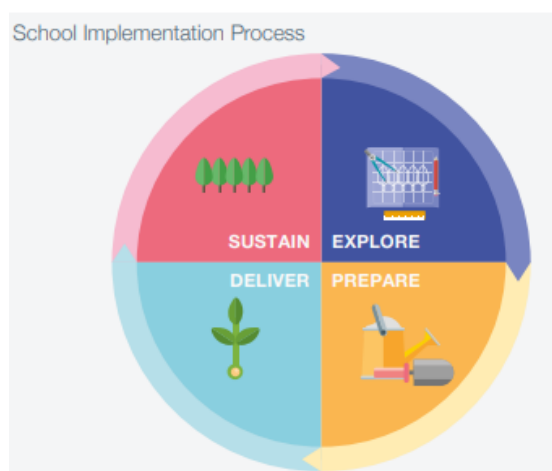 School Implementation Process
SUSTAIN EXPLORE
DELIVER PREPARE